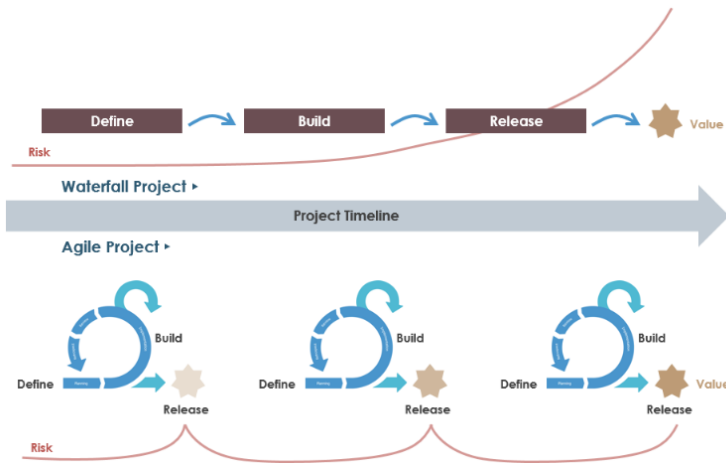 Define
Build
Release
Value
Risk
Waterfall Project ▸
Project Timeline
Agile Project ▸
Build
Build
Build
Define
Define
Define
Value
Release
Release
Release
Risk